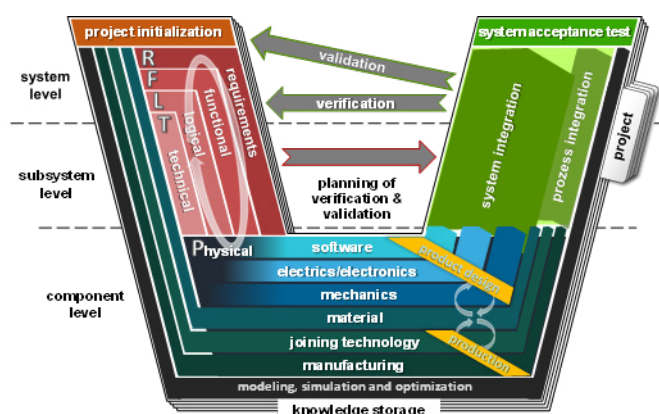 project initialization
system acceptance test
R
F
L
T
requirements
functional
logical
technical
validation
verification
system integration
prozess integration
project
system
level
subsystem
level
planning of
verification &
validation
Physical
software
electrics/electronics
mechanics
product design
component
level
material
joining technology
manufacturing
production
modeling, simulation and optimization
knowledge storage